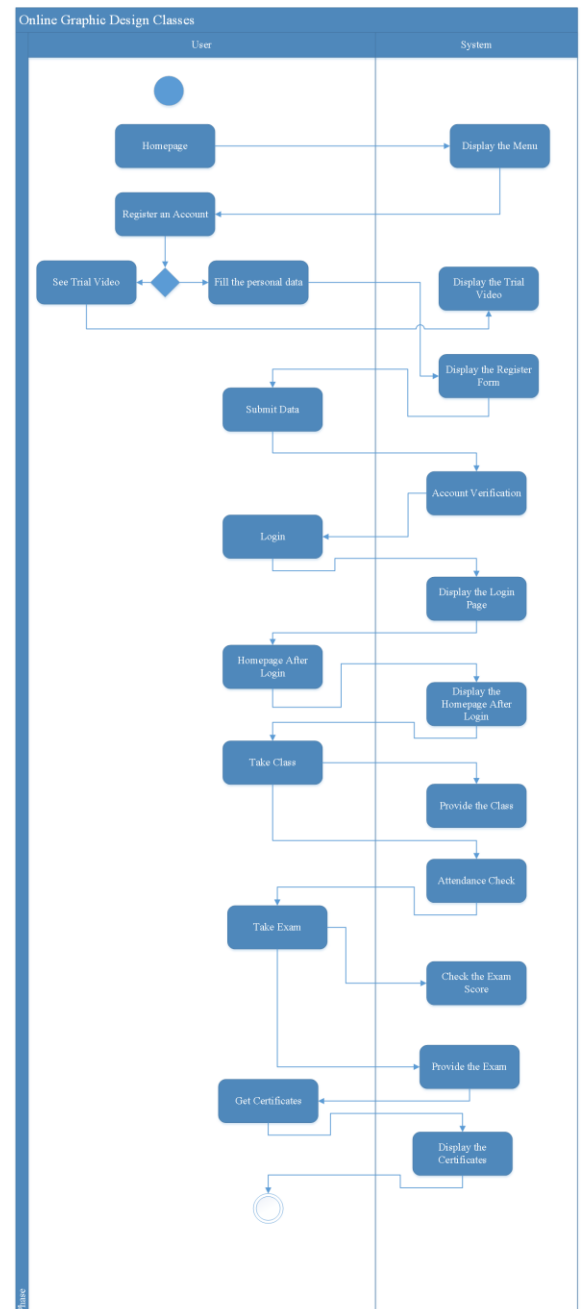 Online Graphic Design Classes
User
System
Homepage
Display the Menu
Register an Account
See Trial Video
Fill the personal data
Display the Trial
Video
Display the Register
Form
Submit Data
Account Verification
Login
Display the Login
Page
Homepage After
Login
Display the
Homepage After
Login
Take Class
Provide the Class
Attendance Check
Take Exam
Check the Exam
Score
Provide the Exam
Get Certificates
Display the
Certificates